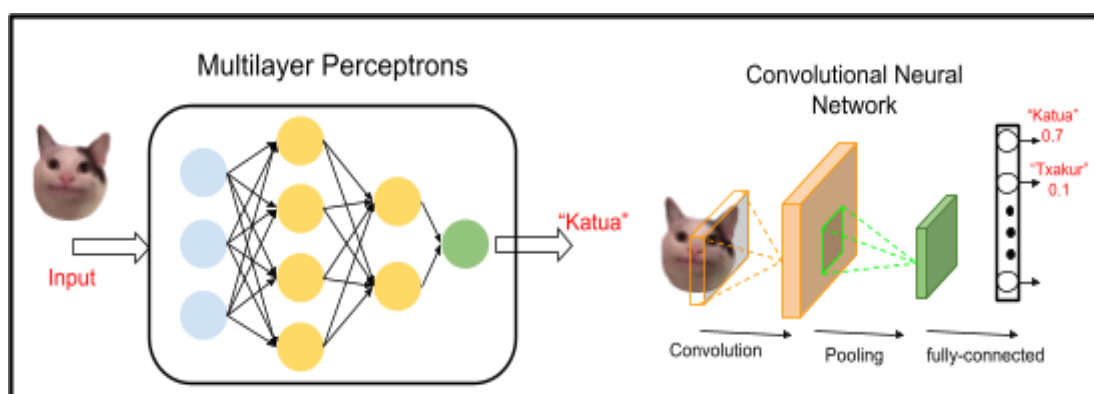 Multilayer Perceptrons
Input
“Katua”
Convolutional Neural
Network
“Katua”
0.7
“Txakur”
0.1
Convolution
Pooling
fully-connected